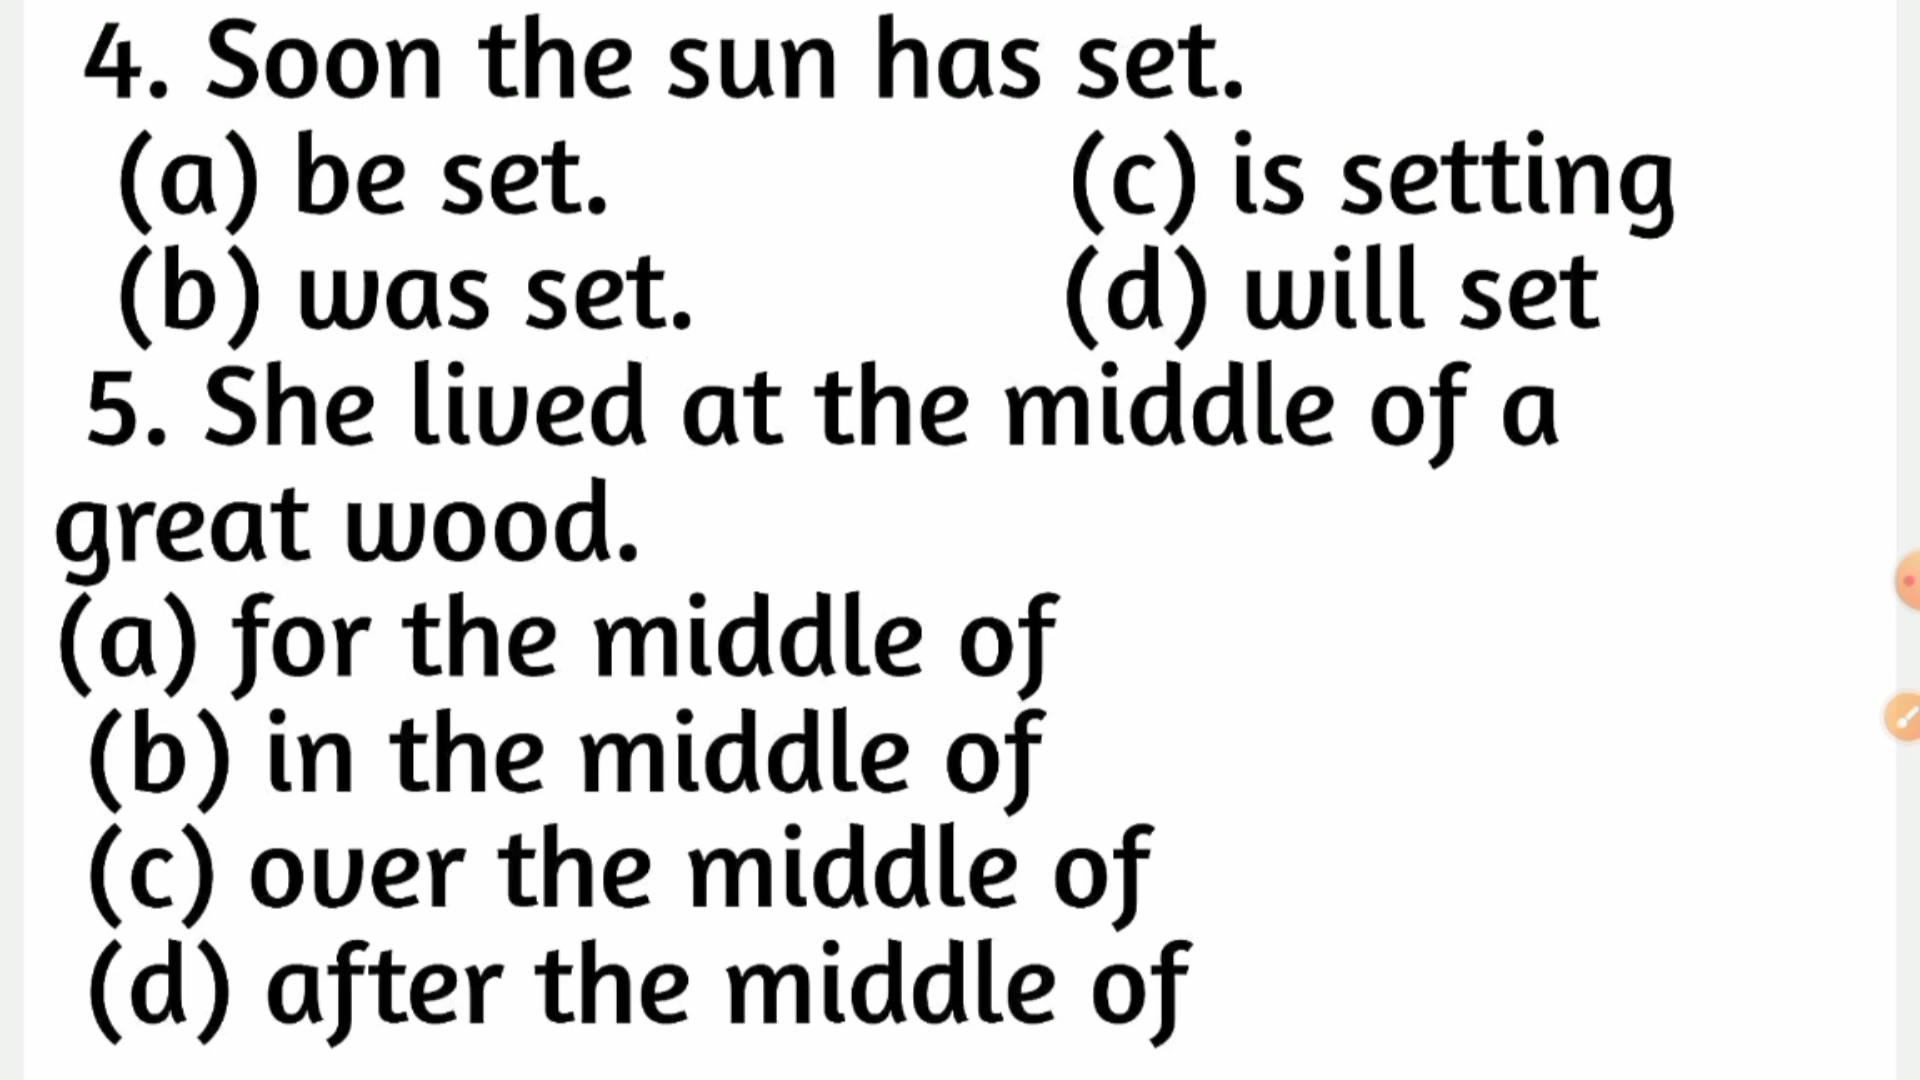 4. Soon the sun has set.
(a) be set. (c) is setting
(b) was set. (d) will set
5. She lived at the middle of a
great wood.
(a) for the middle of
(b) in the middle of
(c) over the middle of
(d) after the middle of